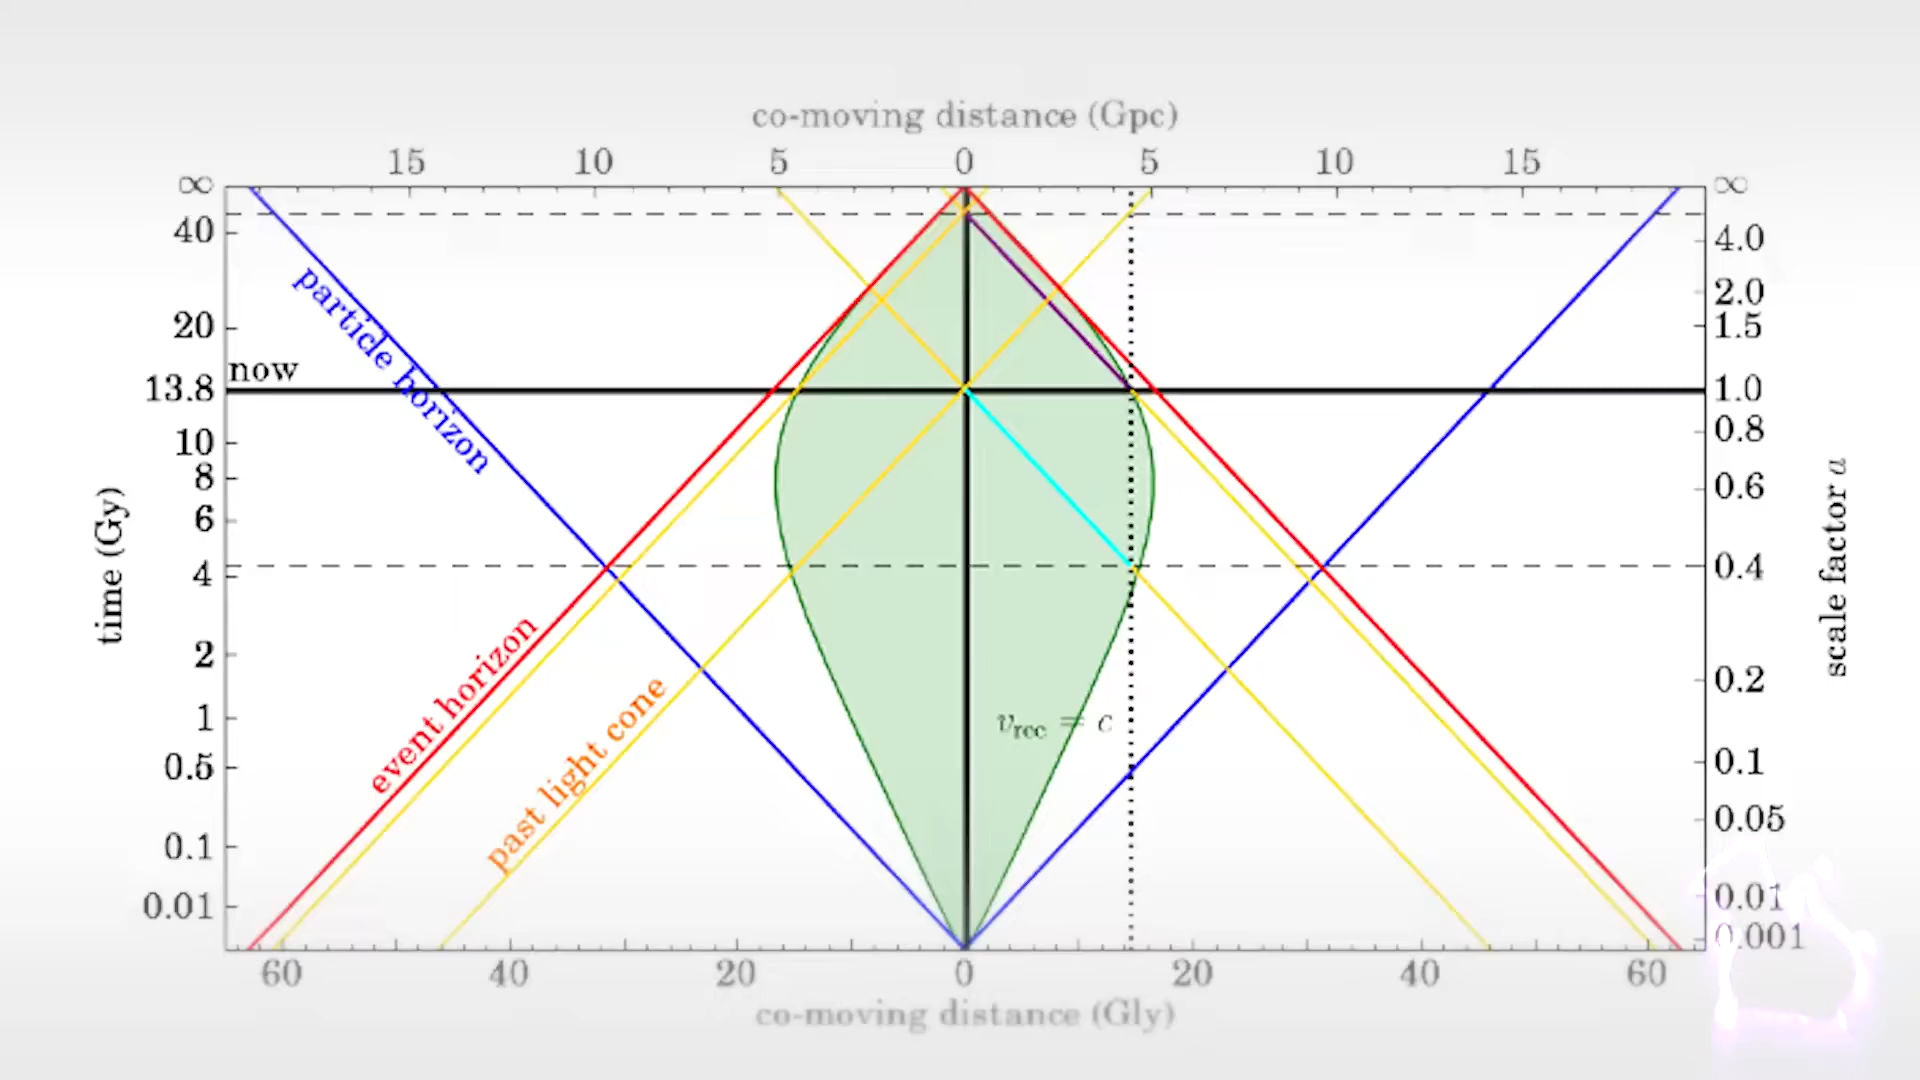 co-moving distance (Gpc)
15 10 5 0 5 10 15
∞ ∞
40 4.0
2.0
20 1.5
particle horizon
now
13.8 1.0
10 0.8
8 0.6
6
4 0.4
time (Gy)
scale factor a
2 0.2
event horizon
past light cone
1 v_rec = c
0.5 0.1
0.05
0.1
0.01 0.01
0.001
60 40 20 0 20 40 60
co-moving distance (Gly)